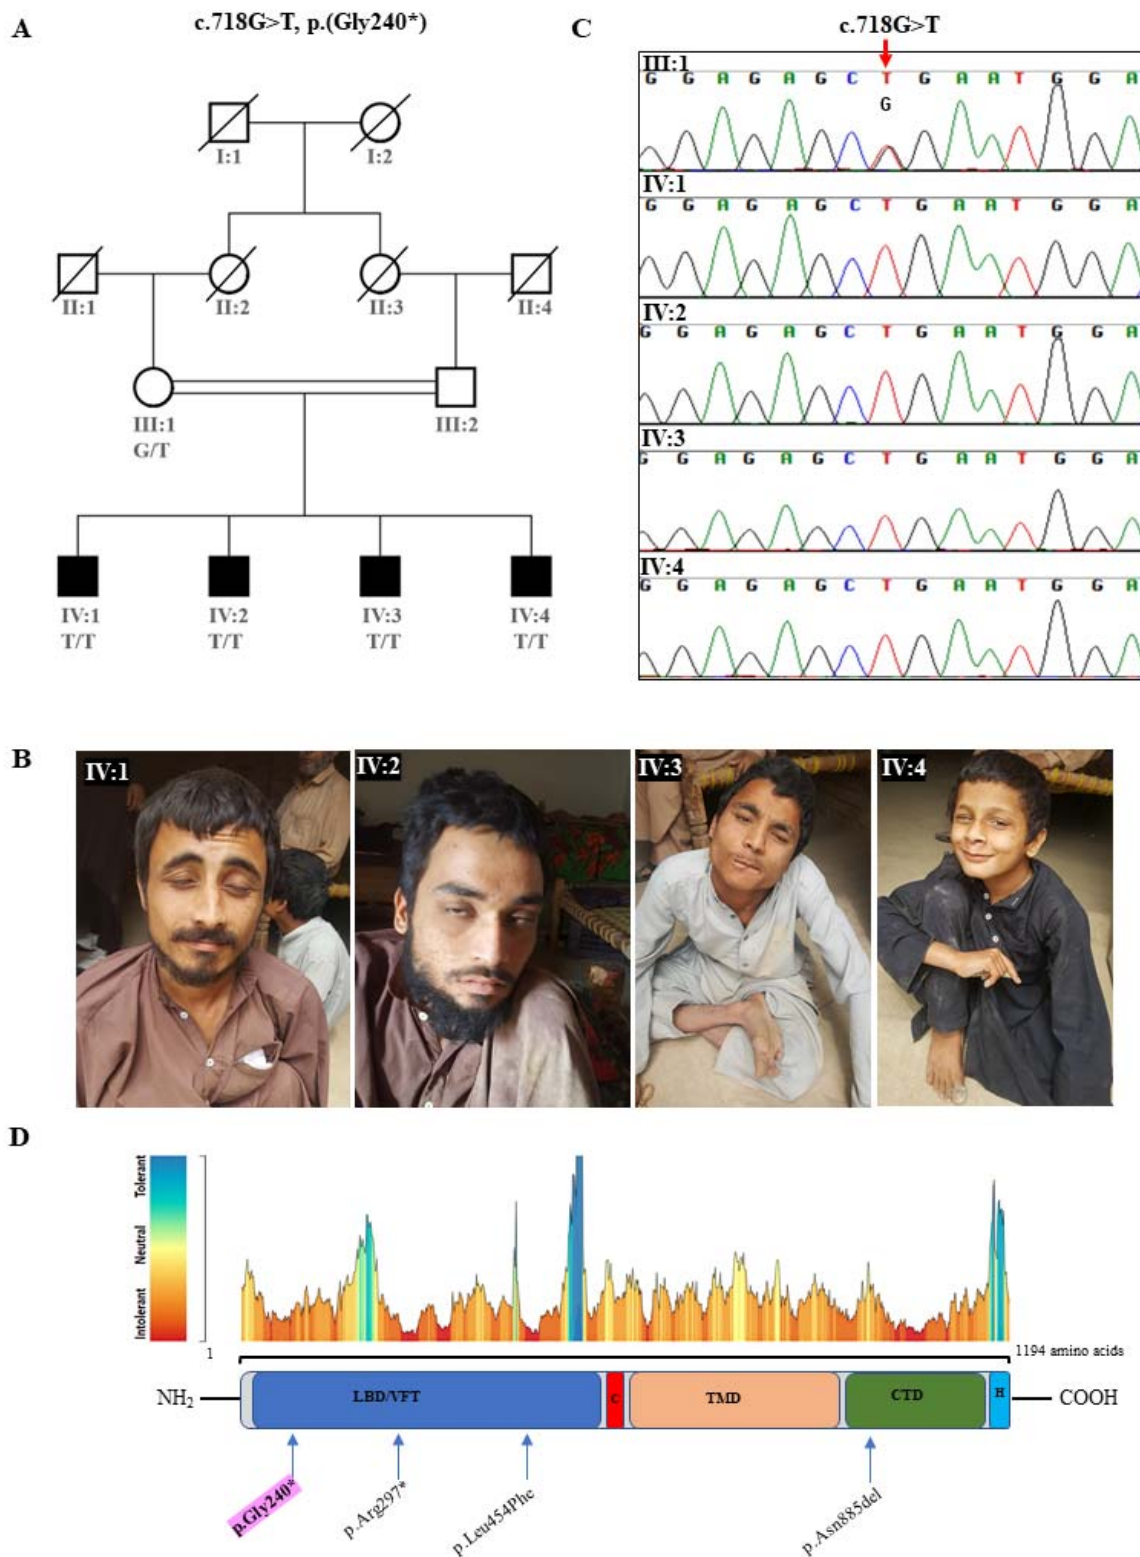 A
c.718G>T, p.(Gly240*)
I:1 I:2
II:1 II:2 II:3 II:4
III:1 III:2
G/T
IV:1 IV:2 IV:3 IV:4
T/T T/T T/T T/T
C
c.718G>T
III:1
G G A G A G C T G A A T G G A
G
IV:1
G G A G A G C T G A A T G G A
IV:2
G G A G A G C T G A A T G G A
IV:3
G G A G A G C T G A A T G G A
IV:4
G G A G A G C T G A A T G G A
B
IV:1 IV:2 IV:3 IV:4
D
Tolerant
Neutral
Intolerant
1 1194 amino acids
NH2 LBD/VFT C TMD CTD H COOH
p.Gly240*
p.Arg297*
p.Leu454Phe
p.Asn885del